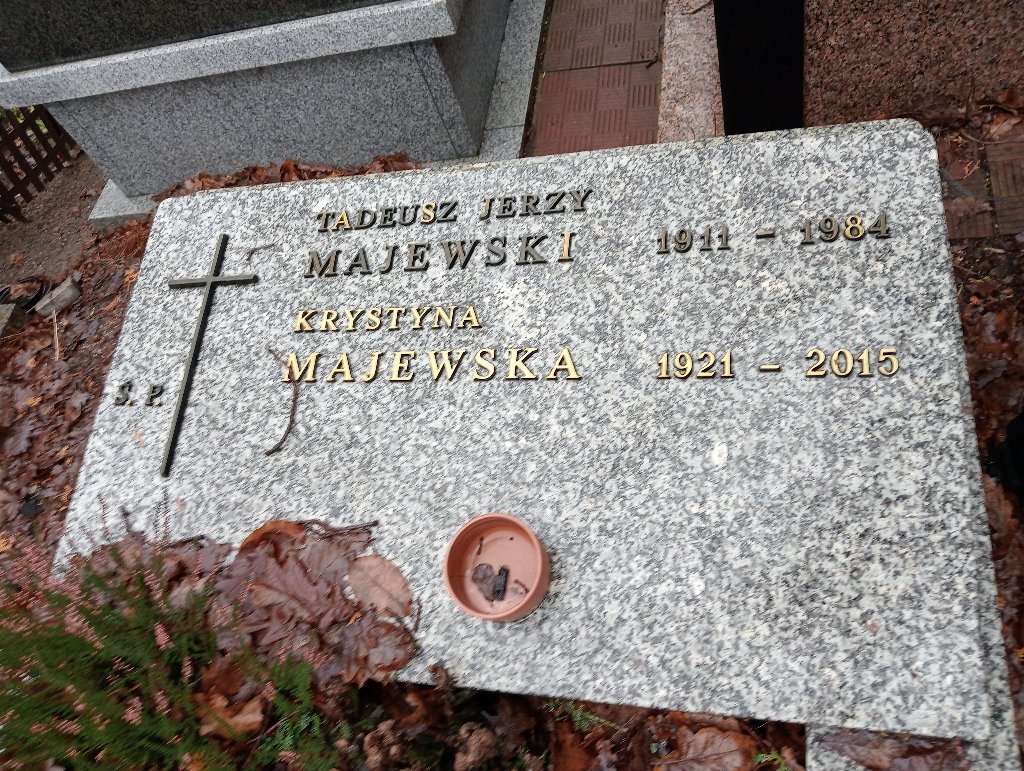 TADEUSZ JERZY
MAJEWSKI 1911 - 1984
KRYSTYNA
MAJEWSKA 1921 - 2015
Ś. P.